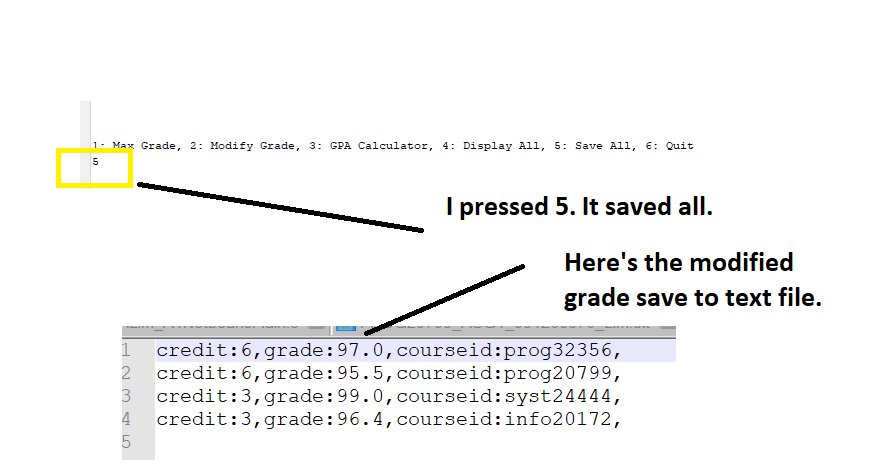 1: Max Grade, 2: Modify Grade, 3: GPA Calculator, 4: Display All, 5: Save All, 6: Quit
5
I pressed 5. It saved all.
Here's the modified
grade save to text file.
1 credit:6,grade:97.0,courseid:prog32356,
2 credit:6,grade:95.5,courseid:prog20799,
3 credit:3,grade:99.0,courseid:syst24444,
4 credit:3,grade:96.4,courseid:info20172,
5